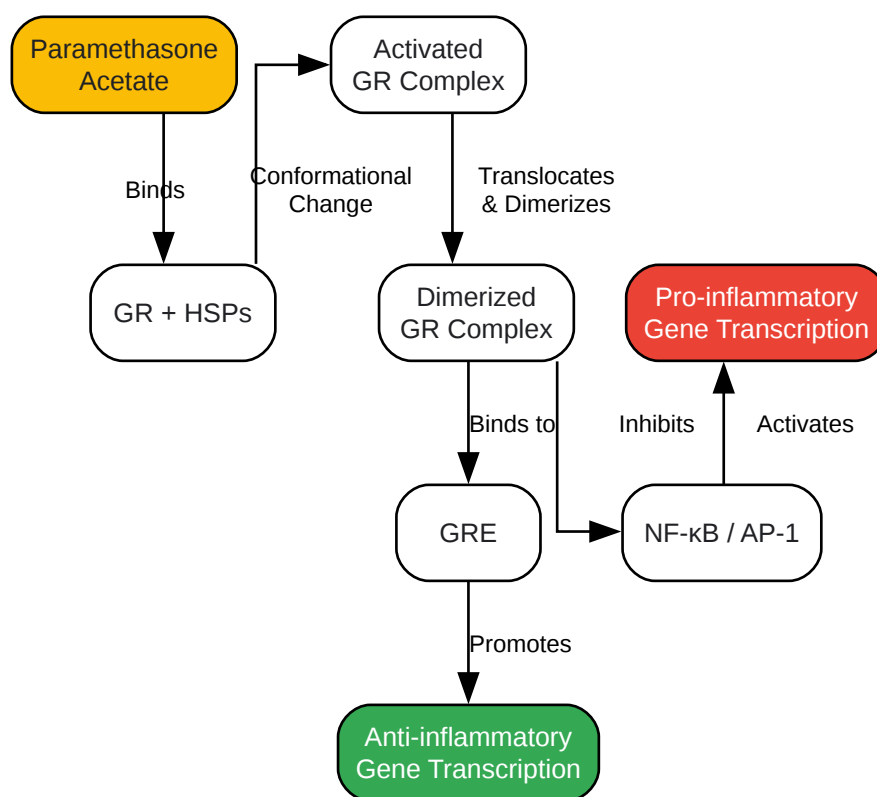 Paramethasone
Acetate
Activated
GR Complex
Binds
Conformational
Change
Translocates
& Dimerizes
GR + HSPs
Dimerized
GR Complex
Pro-inflammatory
Gene Transcription
Binds to
Inhibits
Activates
GRE
NF-κB / AP-1
Promotes
Anti-inflammatory
Gene Transcription